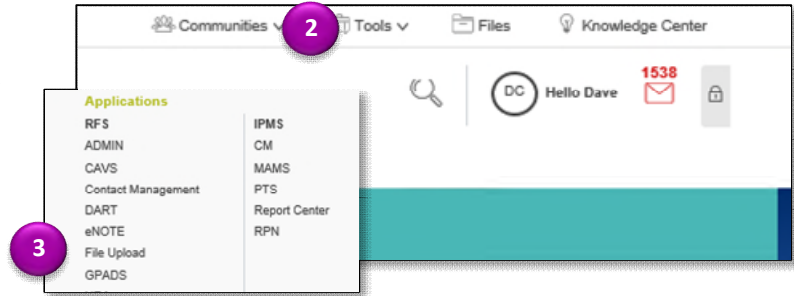 Communities
2
Tools
Files
Knowledge Center
1538
DC
Hello Dave
Applications
RFS
ADMIN
CAVS
Contact Management
DART
eNOTE
3
File Upload
GPADS
IPMS
CM
MAMS
PTS
Report Center
RPN